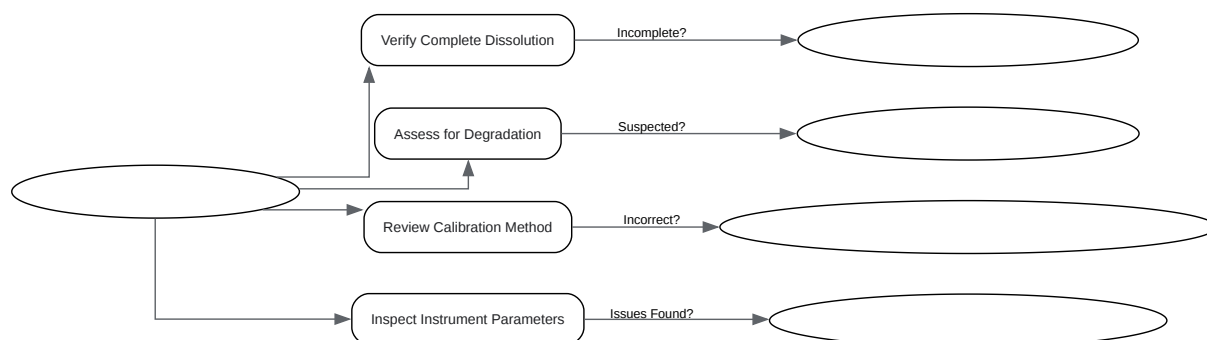 Verify Complete Dissolution
Incomplete?
Assess for Degradation
Suspected?
Review Calibration Method
Incorrect?
Inspect Instrument Parameters
Issues Found?